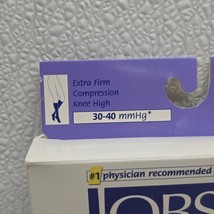 Extra Firm
Compression
Knee High
30-40 mmHg*
#1 physician recommended
JOBS